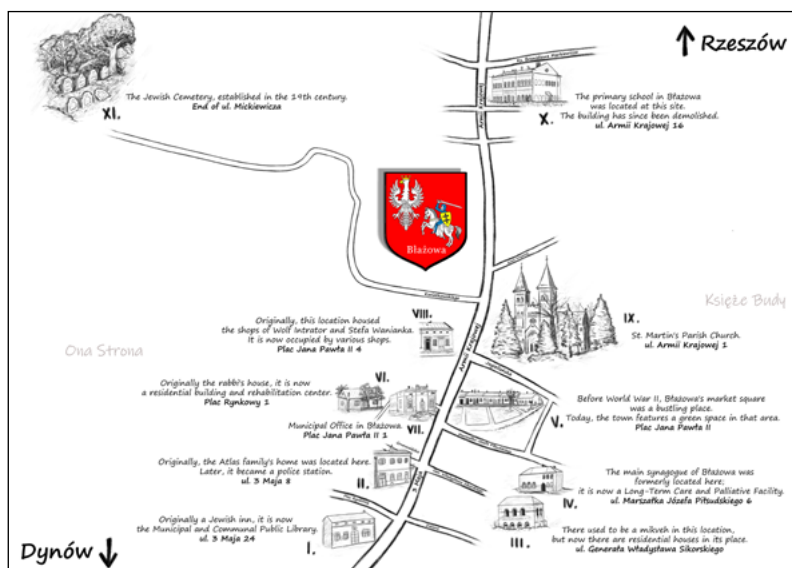 ↑ Rzeszów
The Jewish Cemetery, established in the 19th century.
End of ul. Mickiewicza
XI.
Armii Krajowej
The primary school in Błażowa
was located at this site.
The building has since been demolished.
ul. Armii Krajowej 16
X.
Błażowa
Księże Budy
Ona Strona
VIII.
Originally, this location housed
the shops of Wolf Intrator and Stefa Wanianka.
It is now occupied by various shops.
Plac Jana Pawła II 4
Armii Krajowej
IX.
St. Martin's Parish Church.
ul. Armii Krajowej 1
VI.
Originally the rabbi's house, it is now
a residential building and rehabilitation center.
Plac Rynkowy 1
Municipal Office in Błażowa.
Plac Jana Pawła II 1
VII.
V.
Before World War II, Błażowa's market square
was a bustling place.
Today, the town features a green space in that area.
Plac Jana Pawła II
Originally, the Atlas family's home was located here.
Later, it became a police station.
ul. 3 Maja 8
II.
3 Maja
The main synagogue of Błażowa was
formerly located here;
it is now a Long-Term Care and Palliative Facility.
ul. Marszałka Józefa Piłsudskiego 6
IV.
Originally a Jewish inn, it is now
the Municipal and Communal Public Library.
ul. 3 Maja 24
I.
III.
There used to be a mikveh in this location,
but now there are residential houses in its place.
ul. Generała Władysława Sikorskiego
Dynów ↓